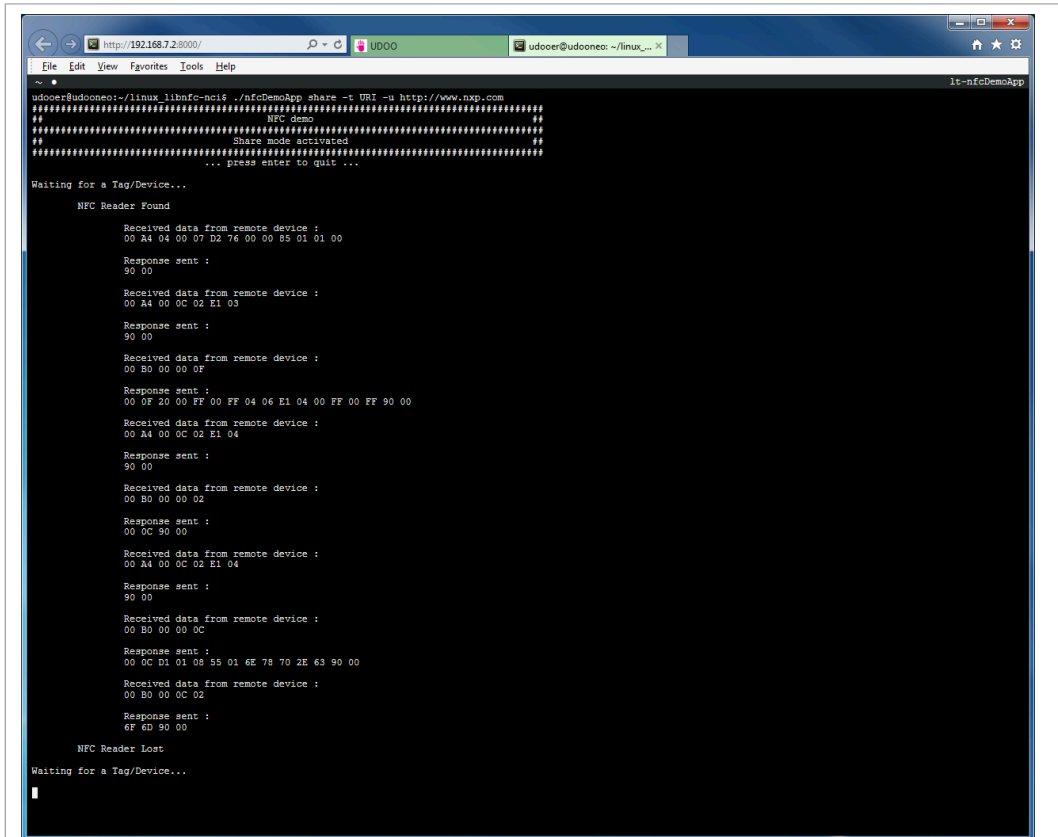 http://192.168.7.2:8000/
UDOO
udooer@udooneo: ~/linux_...
File Edit View Favorites Tools Help
lt-nfcDemoApp
udooer@udooneo:~/linux_libnfc-nci$ ./nfcDemoApp share -t URI -u http://www.nxp.com
#########################################################################################
## NFC demo ##
#########################################################################################
## Share mode activated ##
#########################################################################################
... press enter to quit ...
Waiting for a Tag/Device...
NFC Reader Found
Received data from remote device :
00 A4 04 00 07 D2 76 00 00 85 01 01 00
Response sent :
90 00
Received data from remote device :
00 A4 00 0C 02 E1 03
Response sent :
90 00
Received data from remote device :
00 B0 00 00 0F
Response sent :
00 0F 20 00 FF 00 FF 04 06 E1 04 00 FF 00 FF 90 00
Received data from remote device :
00 A4 00 0C 02 E1 04
Response sent :
90 00
Received data from remote device :
00 B0 00 00 02
Response sent :
00 0C 90 00
Received data from remote device :
00 A4 00 0C 02 E1 04
Response sent :
90 00
Received data from remote device :
00 B0 00 00 0C
Response sent :
00 0C D1 01 08 55 01 6E 78 70 2E 63 90 00
Received data from remote device :
00 B0 00 0C 02
Response sent :
6F 6D 90 00
NFC Reader Lost
Waiting for a Tag/Device...